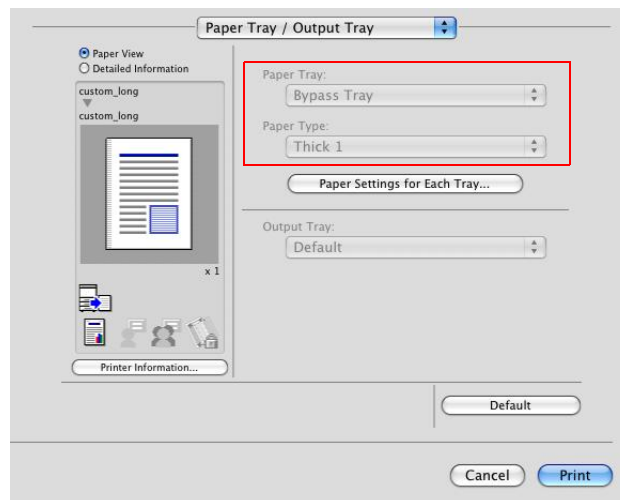 Paper Tray / Output Tray
Paper View
Detailed Information
custom_long
custom_long
x 1
Printer Information...
Paper Tray:
Bypass Tray
Paper Type:
Thick 1
Paper Settings for Each Tray...
Output Tray:
Default
Default
Cancel
Print